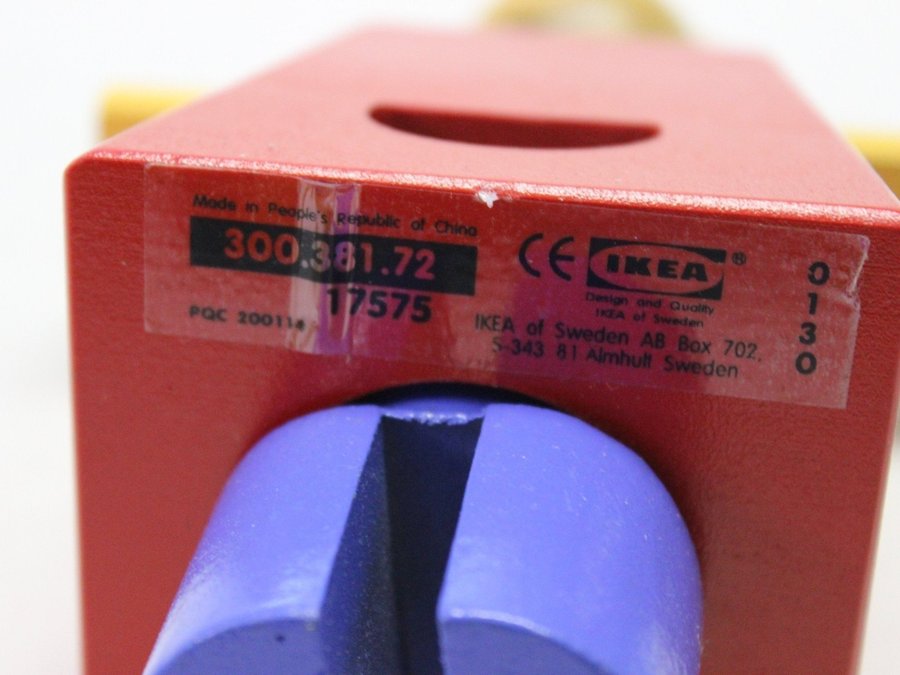 Made in People's Republic of China
300.381.72
17575
PQC 200114
CE IKEA ®
Design and Quality
IKEA of Sweden
IKEA of Sweden AB Box 702,
S-343 81 Almhult Sweden
0
1
3
0